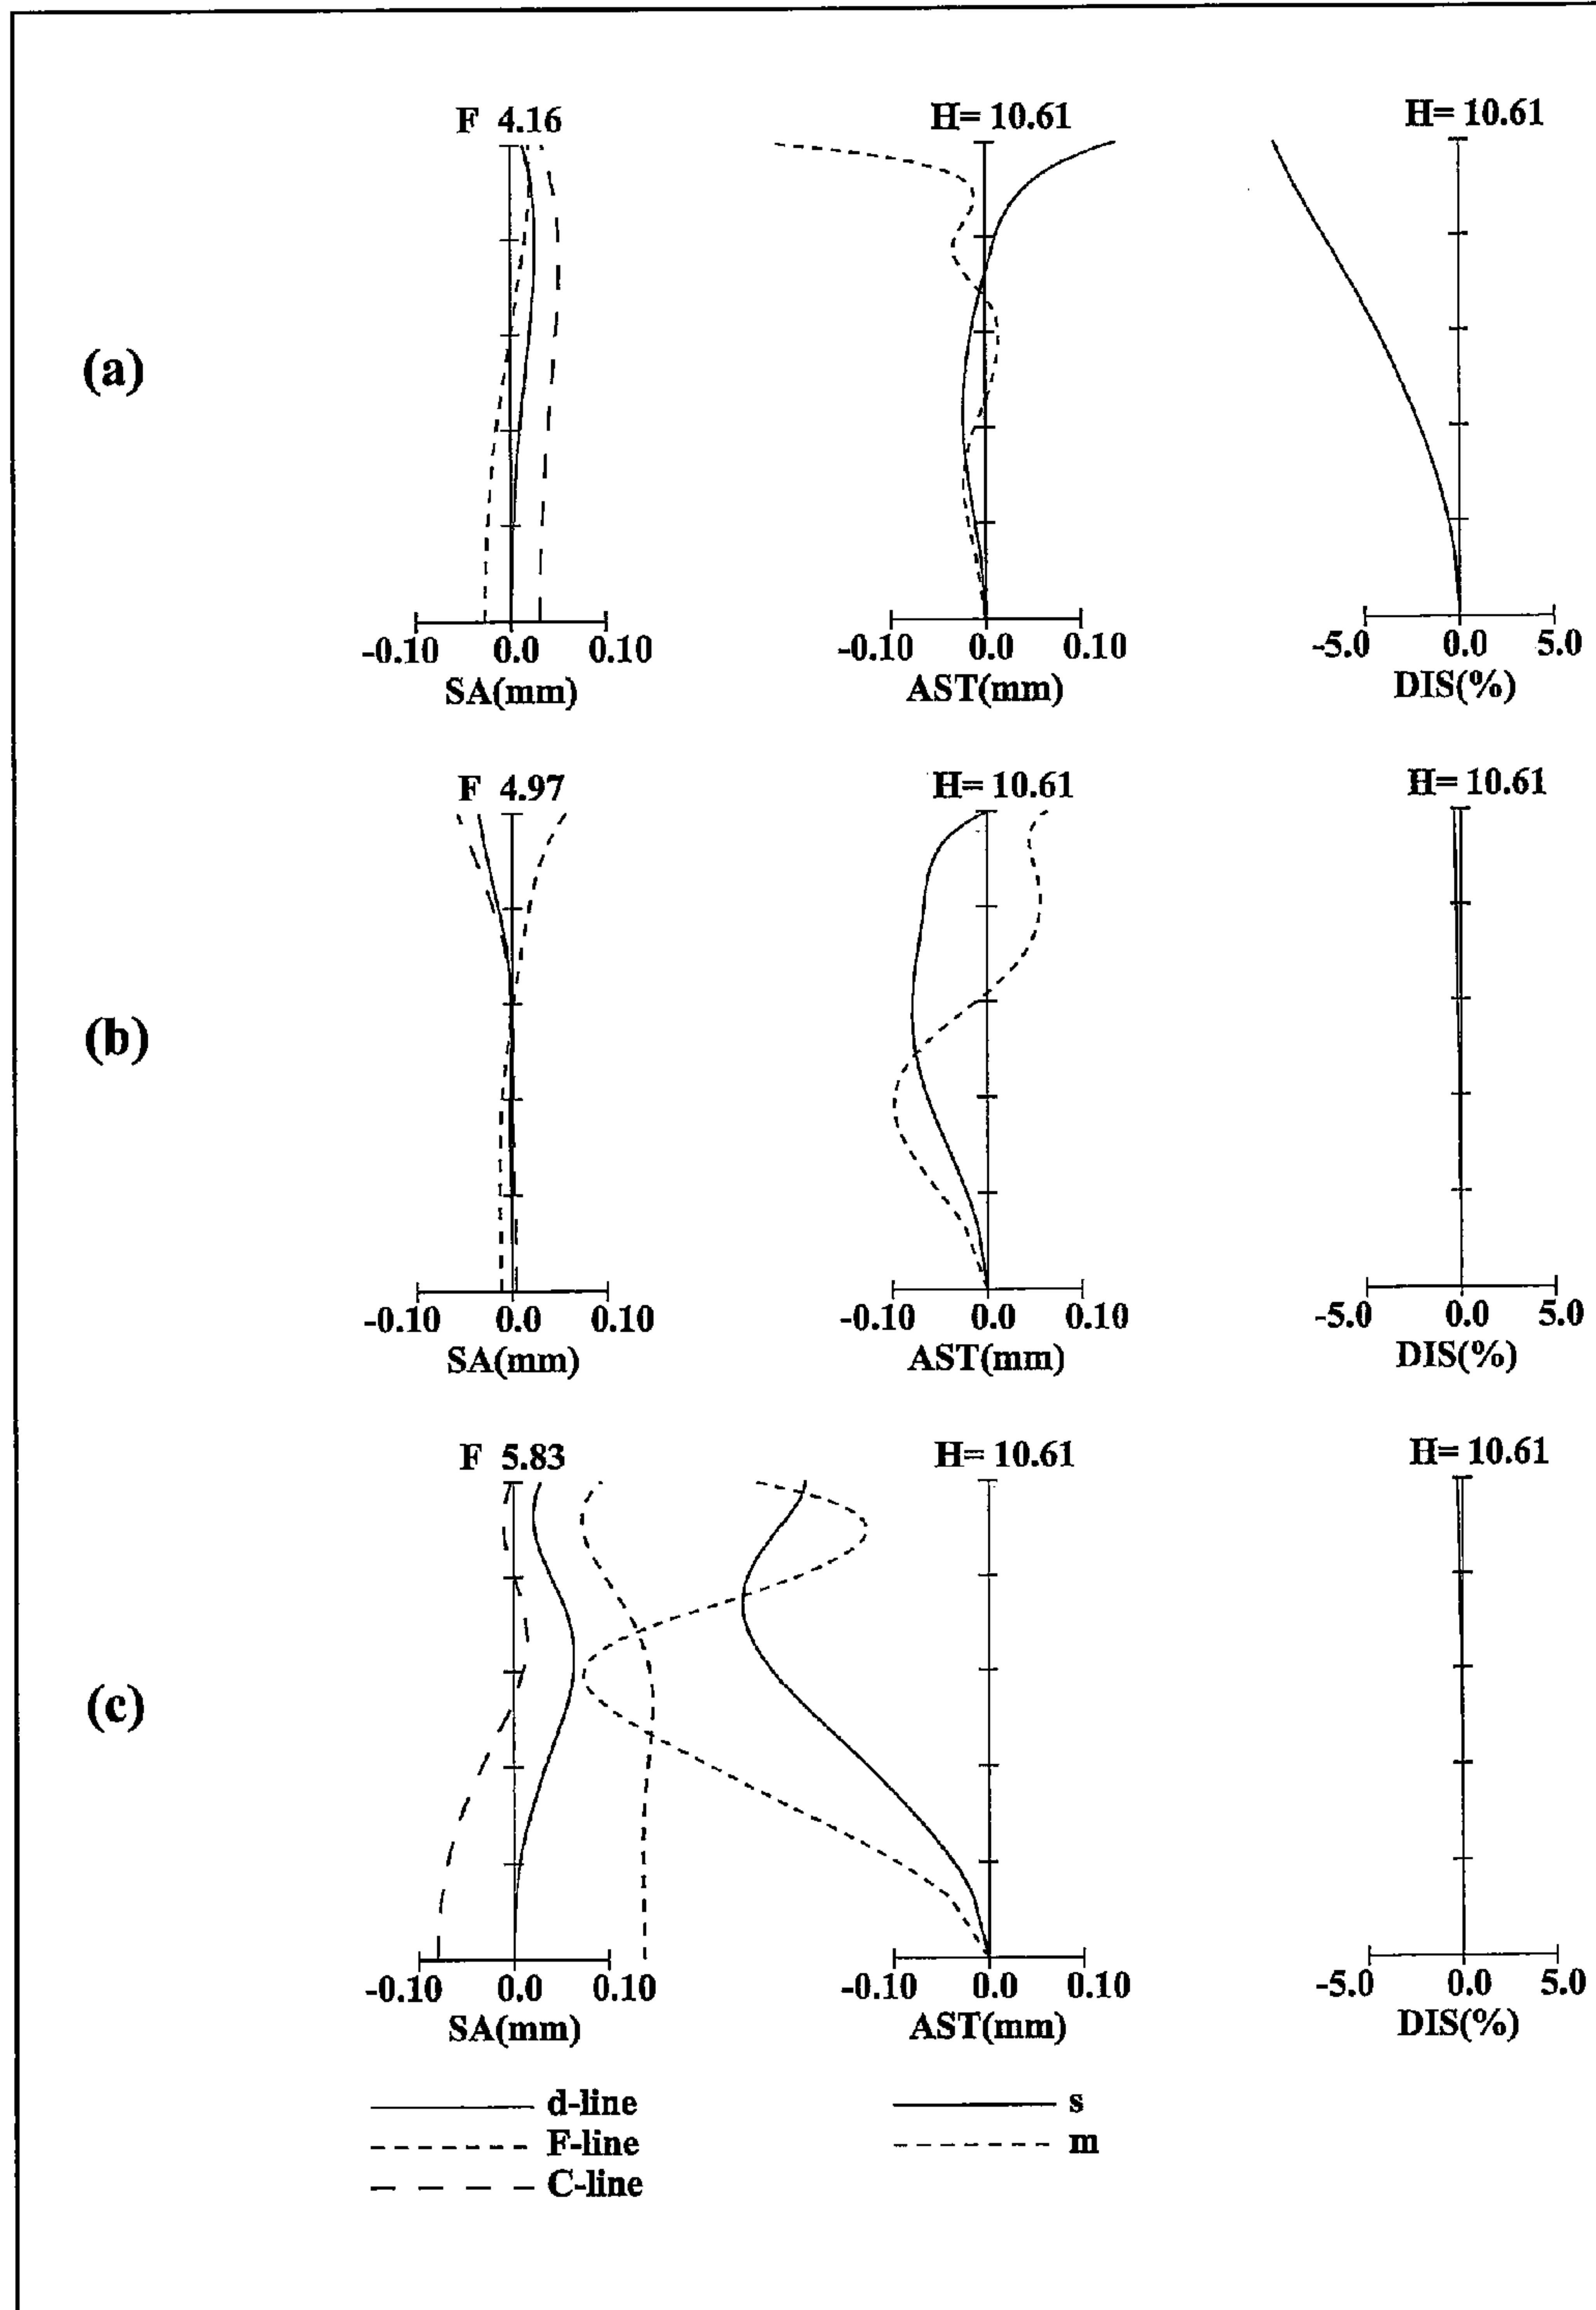 F 4.16 H= 10.61 H= 10.61
(a)
-0.10 0.0 0.10 -0.10 0.0 0.10 -5.0 0.0 5.0
SA(mm) AST(mm) DIS(%)
F 4.97 H= 10.61 H= 10.61
(b)
-0.10 0.0 0.10 -0.10 0.0 0.10 -5.0 0.0 5.0
SA(mm) AST(mm) DIS(%)
F 5.83 H= 10.61 H= 10.61
(c)
-0.10 0.0 0.10 -0.10 0.0 0.10 -5.0 0.0 5.0
SA(mm) AST(mm) DIS(%)
d-line s
F-line m
C-line